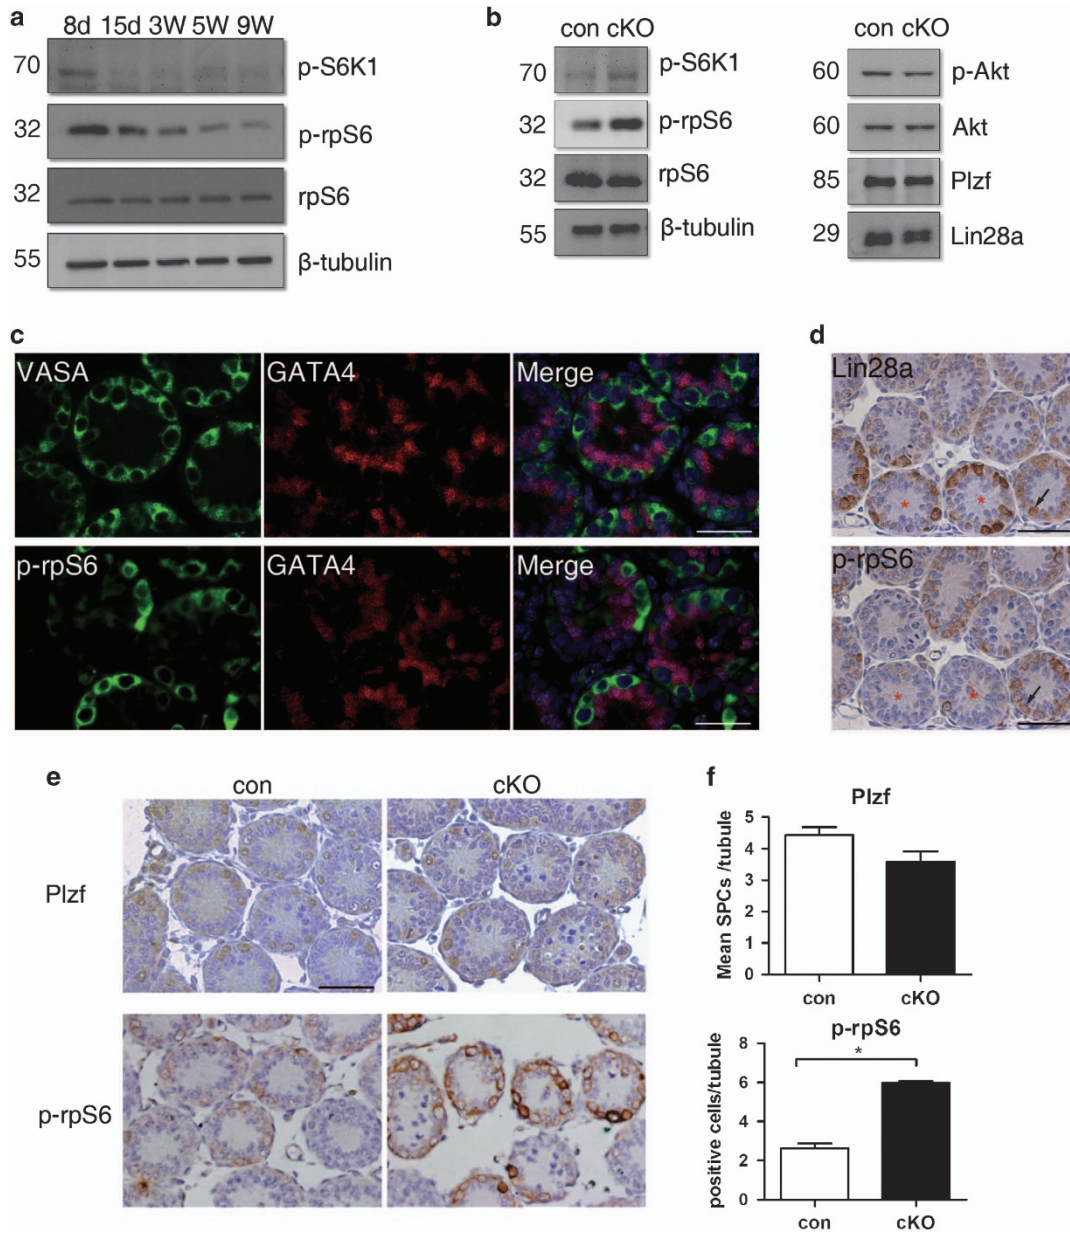 a
8d 15d 3W 5W 9W
70 p-S6K1
32 p-rpS6
32 rpS6
55 β-tubulin
b
con cKO
70 p-S6K1
32 p-rpS6
32 rpS6
55 β-tubulin
con cKO
60 p-Akt
60 Akt
85 Plzf
29 Lin28a
c
VASA GATA4 Merge
p-rpS6 GATA4 Merge
d
Lin28a
* *
p-rpS6
* *
e
con cKO
Plzf
p-rpS6
f
Plzf
Mean SPCs /tubule
5
4
3
2
1
0
con cKO
p-rpS6
positive cells/tubule
8
6
4
2
0
*
con cKO